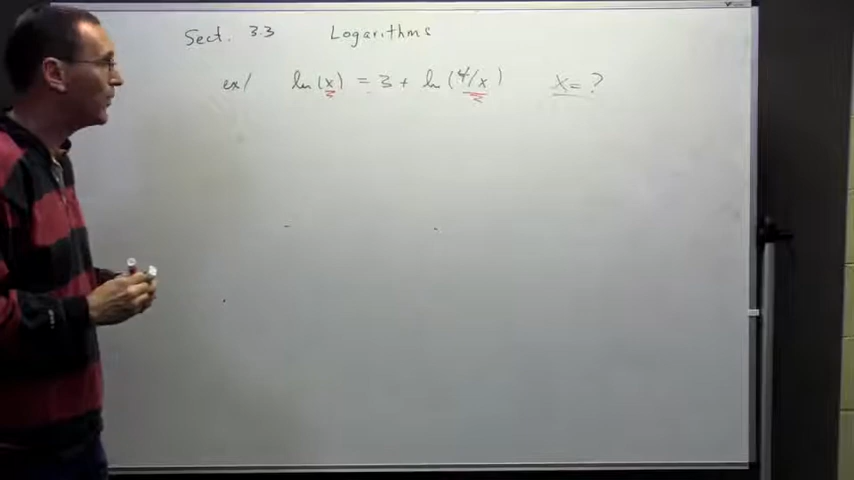 Sect. 3.3 Logarithms
ex/ ln(x) = 3 + ln(4/x) x = ?